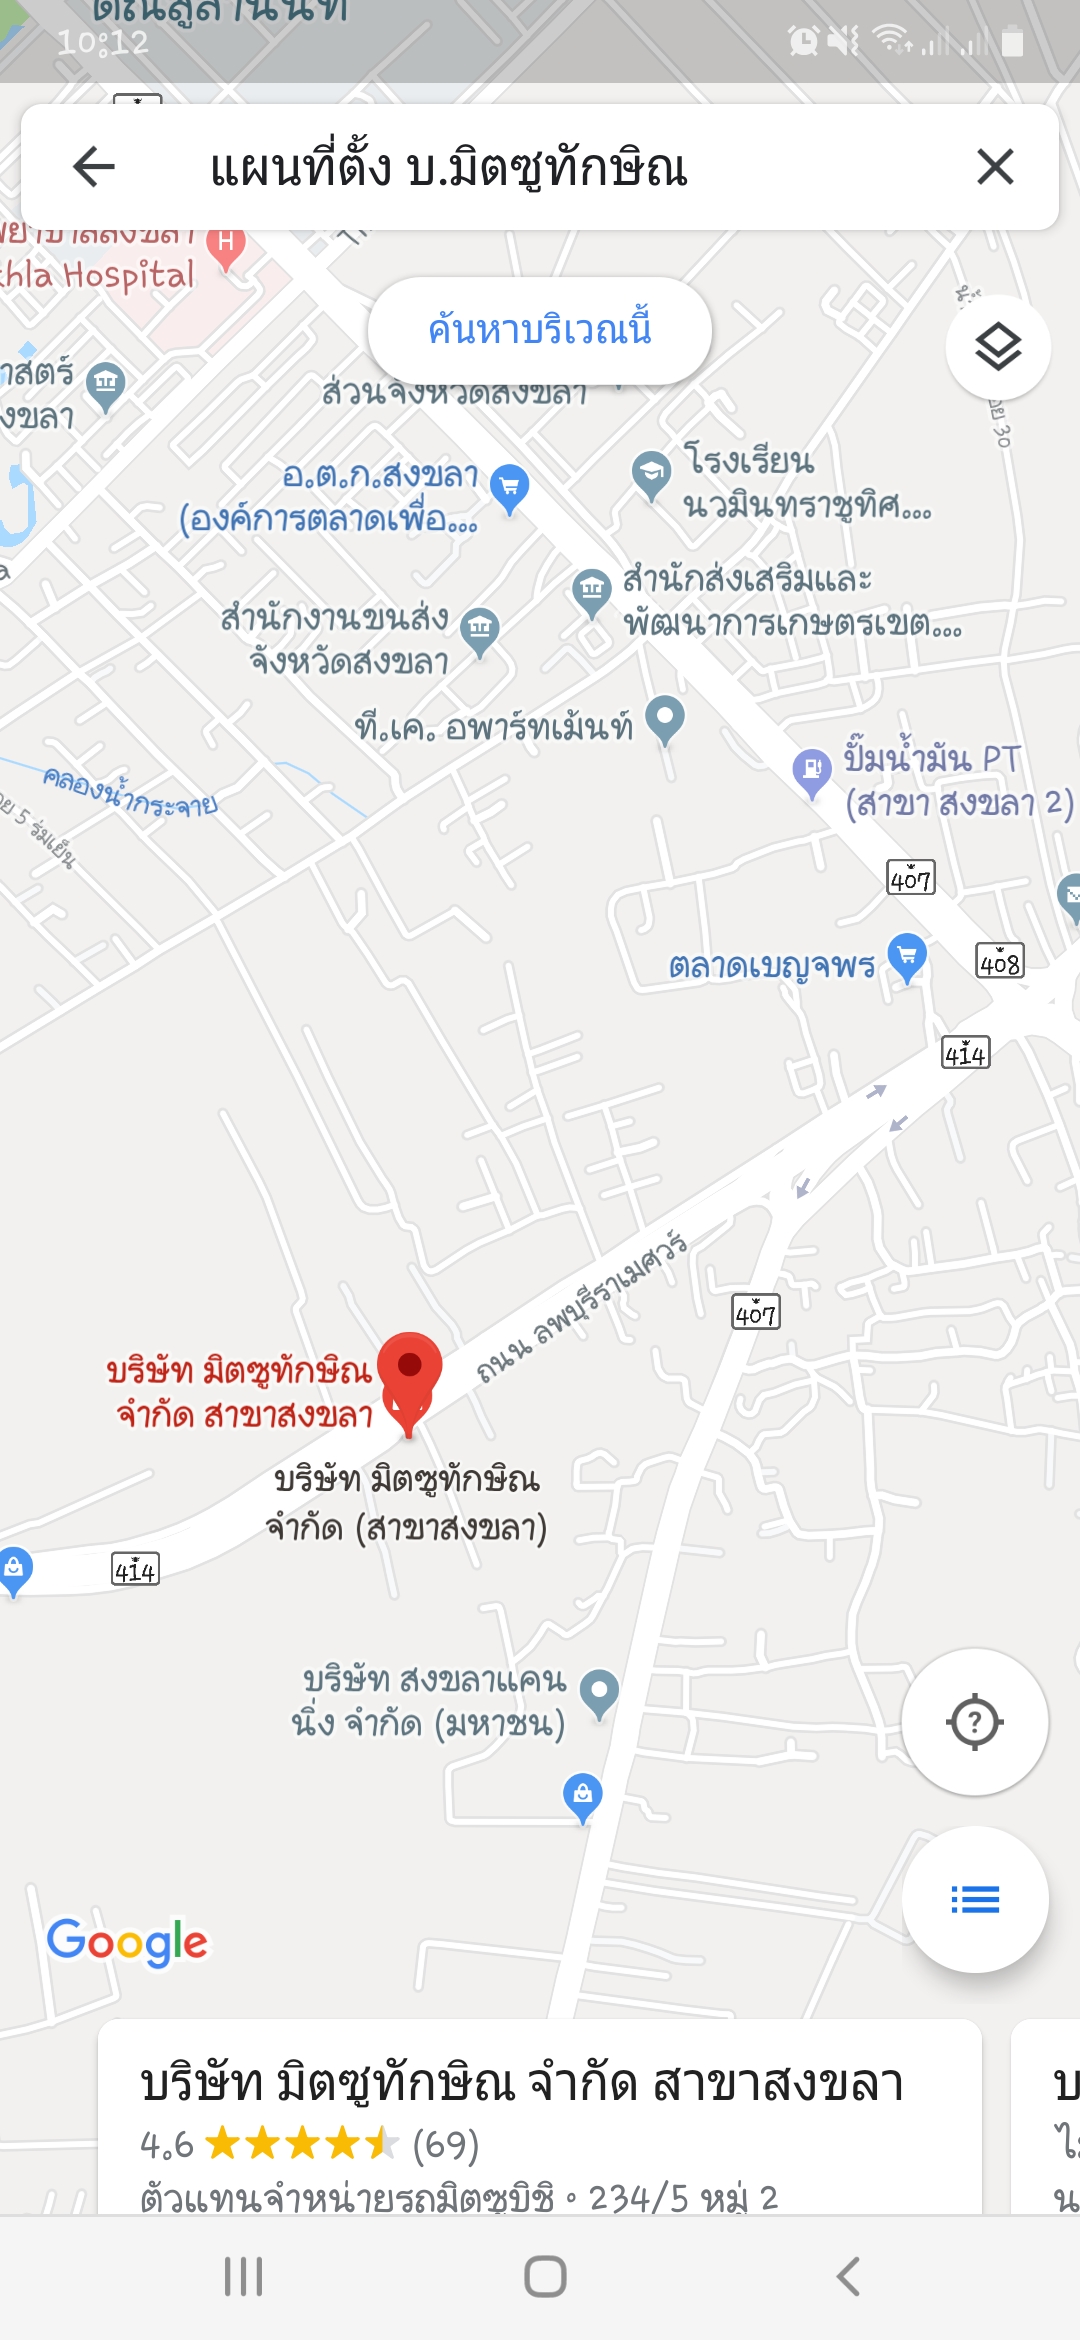 10:12
แผนที่ตั้ง บ.มิตซูทักษิณ
hla Hospital
H
ค้นหาบริเวณนี้
ส่วนจังหวัดสงขลา
อ.ต.ก.สงขลา
(องค์การตลาดเพื่อ...
โรงเรียน
นวมินทราชูทิศ...
สำนักส่งเสริมและ
พัฒนาการเกษตรเขต...
สำนักงานขนส่ง
จังหวัดสงขลา
ที.เค. อพาร์ทเม้นท์
ปั๊มน้ำมัน PT
(สาขา สงขลา 2)
คลองน้ำกระจาย
5 ร่มเย็น
407
408
ตลาดเบญจพร
414
ถนน ลพบุรีราเมศวร์
407
บริษัท มิตซูทักษิณ
จำกัด สาขาสงขลา
บริษัท มิตซูทักษิณ
จำกัด (สาขาสงขลา)
414
บริษัท สงขลาแคน
นิ่ง จำกัด (มหาชน)
Google
บริษัท มิตซูทักษิณ จำกัด สาขาสงขลา
4.6 (69)
ตัวแทนจำหน่ายรถมิตซูบิชิ • 234/5 หมู่ 2